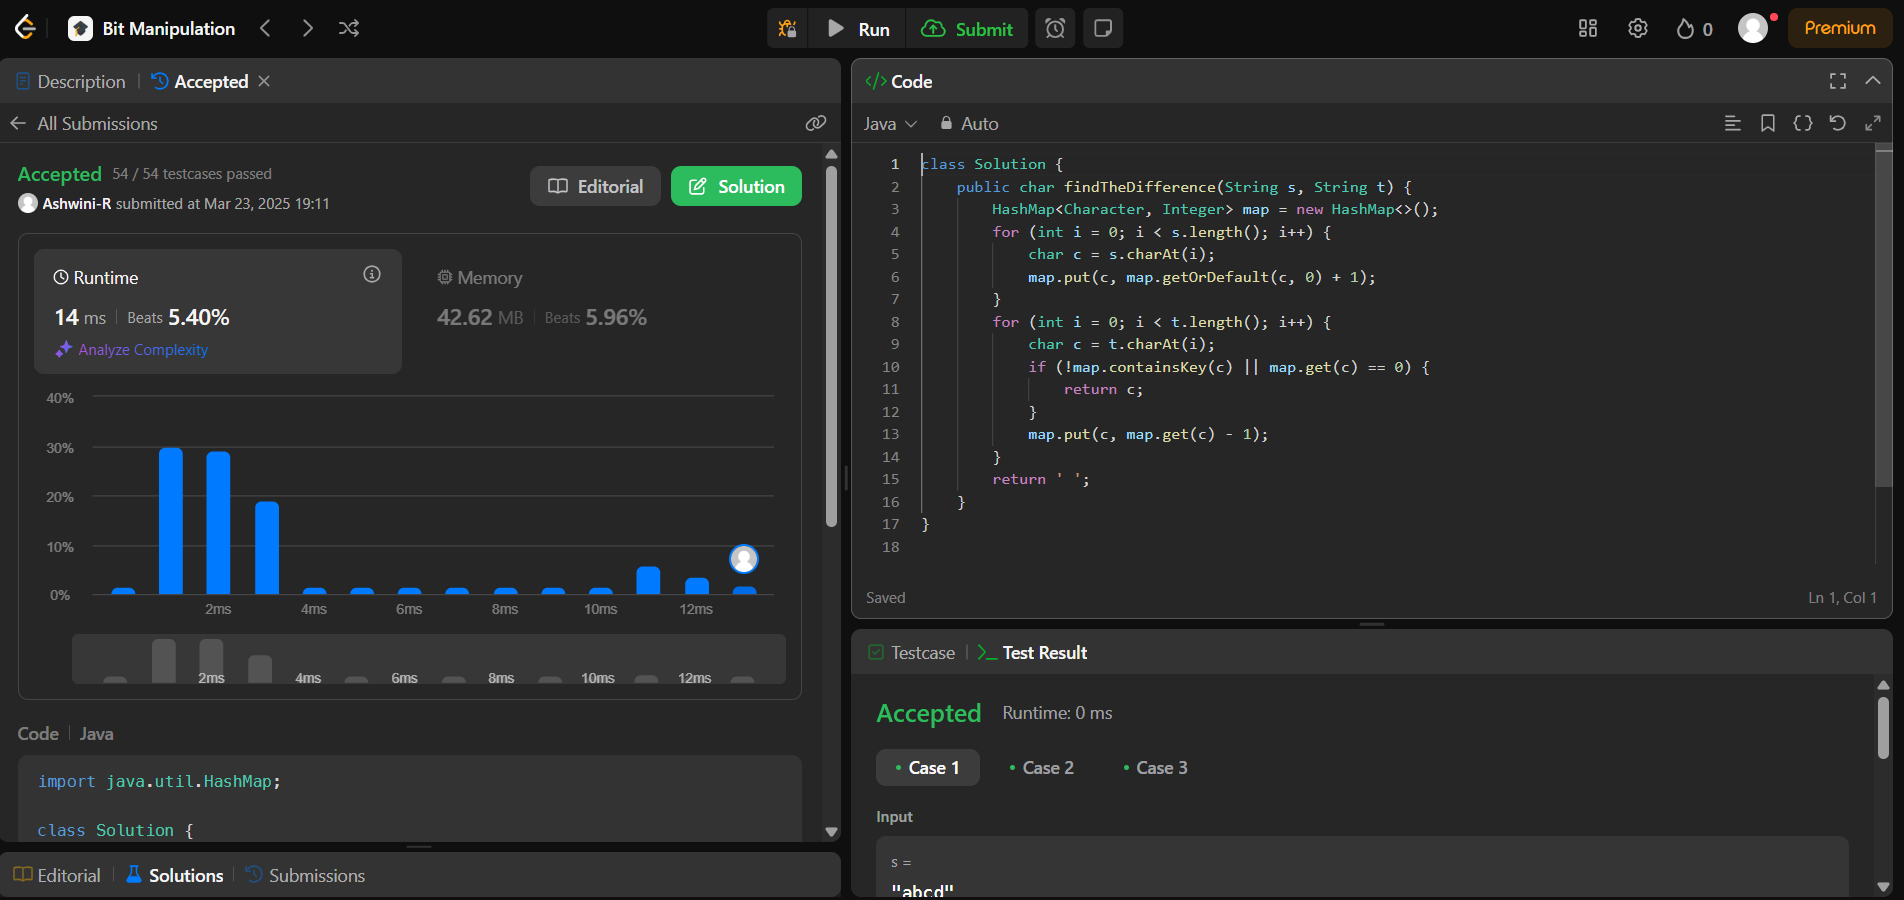 Bit Manipulation
Run
Submit
0
Premium
Description
Accepted
All Submissions
Accepted 54 / 54 testcases passed
Ashwini-R submitted at Mar 23, 2025 19:11
Editorial
Solution
Runtime
14 ms Beats 5.40%
Analyze Complexity
Memory
42.62 MB Beats 5.96%
40%
30%
20%
10%
0%
2ms 4ms 6ms 8ms 10ms 12ms
2ms 4ms 6ms 8ms 10ms 12ms
Code Java
import java.util.HashMap;
class Solution {
Editorial
Solutions
Submissions
</> Code
Java
Auto
1 class Solution {
2 public char findTheDifference(String s, String t) {
3 HashMap<Character, Integer> map = new HashMap<>();
4 for (int i = 0; i < s.length(); i++) {
5 char c = s.charAt(i);
6 map.put(c, map.getOrDefault(c, 0) + 1);
7 }
8 for (int i = 0; i < t.length(); i++) {
9 char c = t.charAt(i);
10 if (!map.containsKey(c) || map.get(c) == 0) {
11 return c;
12 }
13 map.put(c, map.get(c) - 1);
14 }
15 return ' ';
16 }
17 }
18
Saved
Ln 1, Col 1
Testcase
Test Result
Accepted Runtime: 0 ms
Case 1
Case 2
Case 3
Input
s =
"abcd"